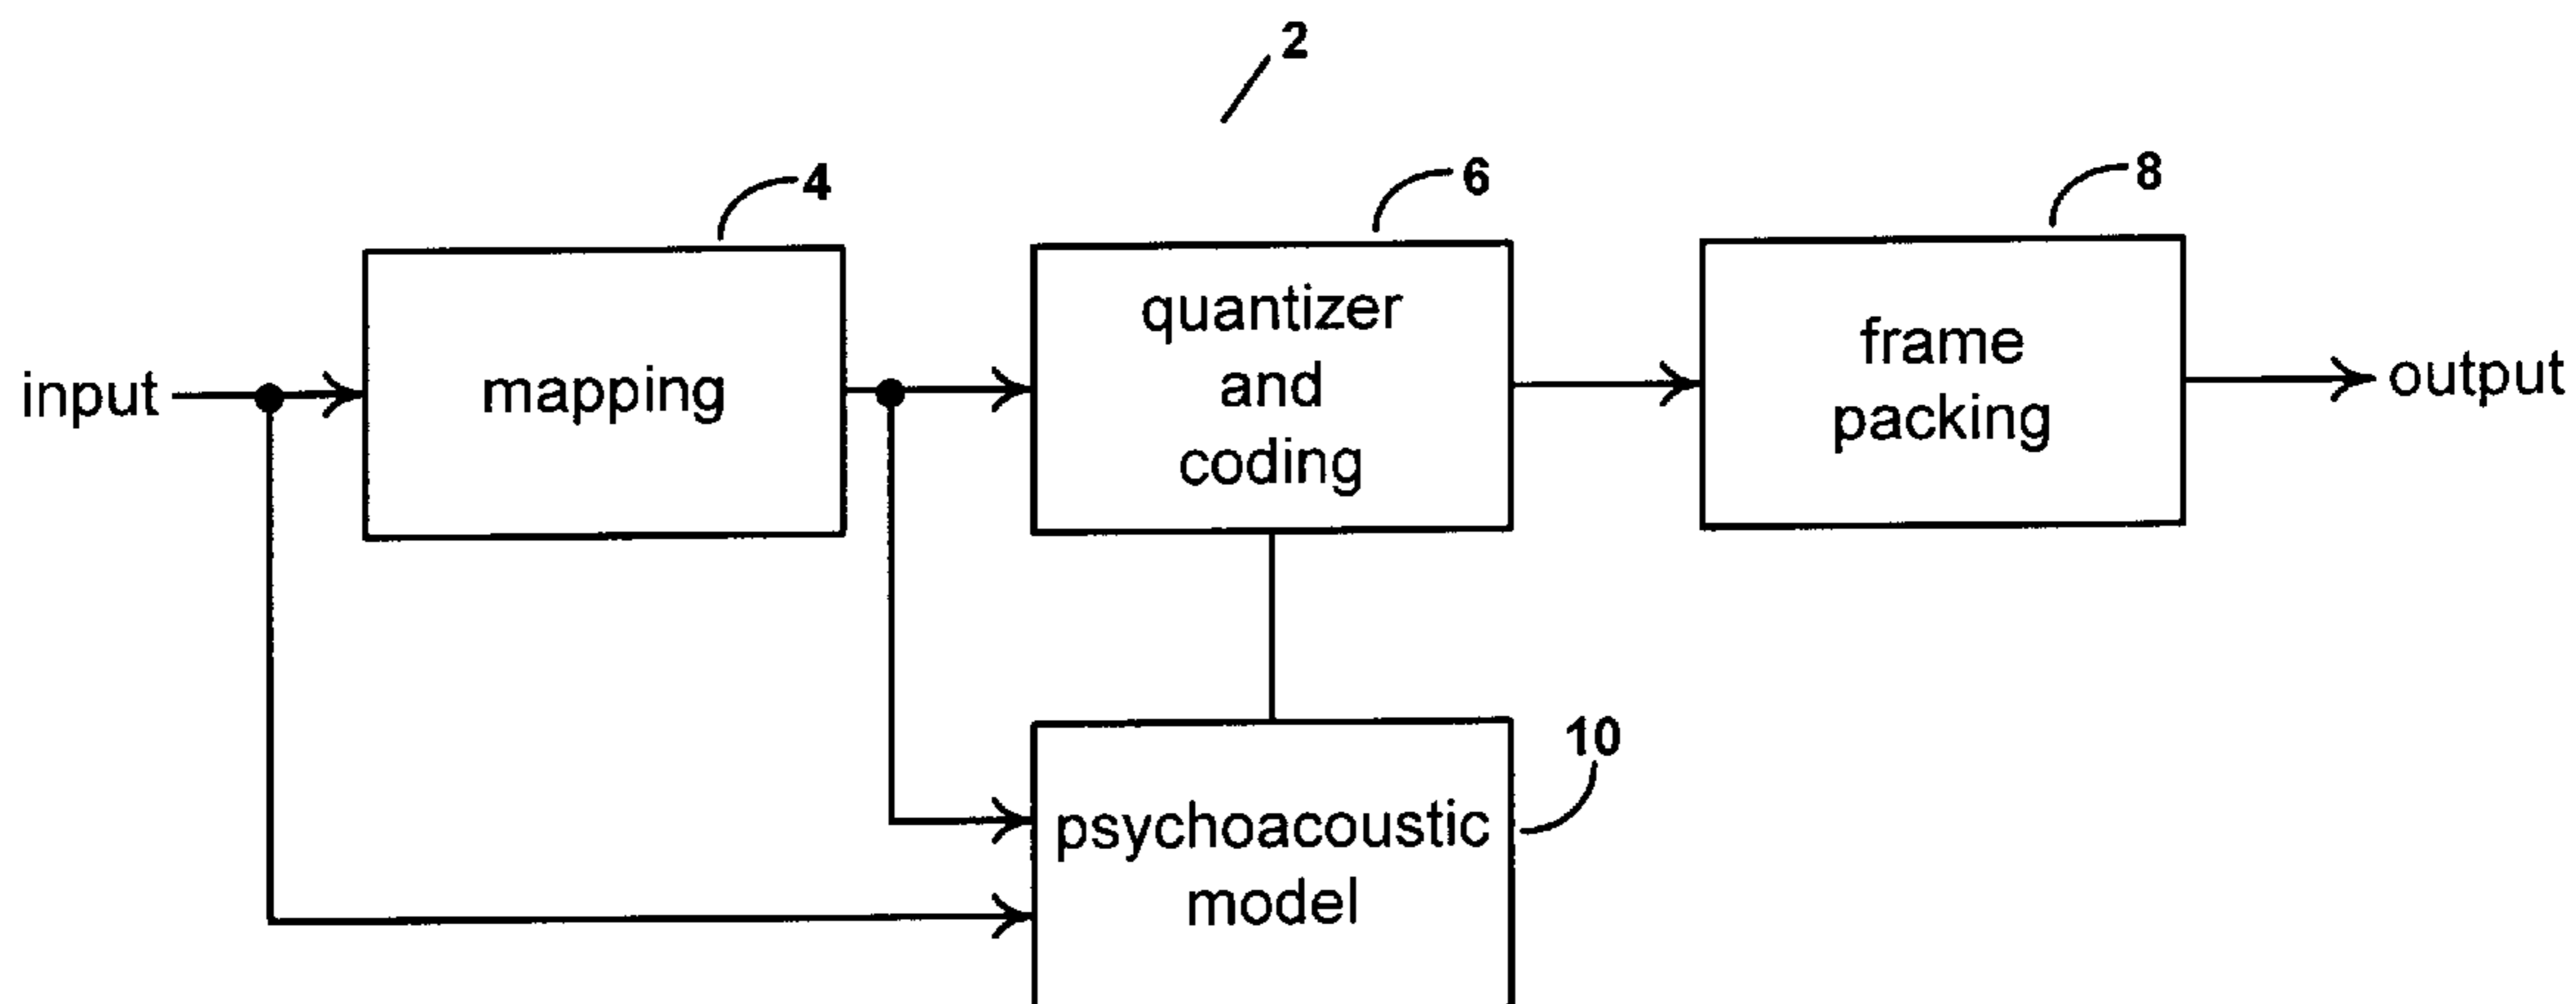 2
4
6
8
input
mapping
quantizer
and
coding
frame
packing
output
10
psychoacoustic
model